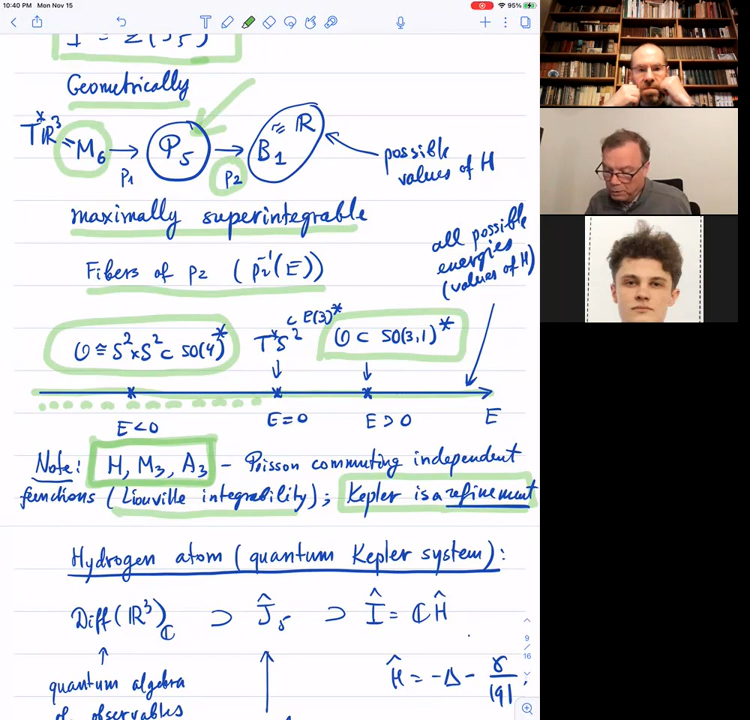 10:40 PM Mon Nov 15
95%
I = Z(J₅)
Geometrically
T*ℝ³ = M₆ → P₅ → B₁ ≅ ℝ
p₁ p₂
possible
values of H
maximally superintegrable
all possible
energies
(values of H)
Fibers of p₂ (p₂⁻¹(E))
O ≅ S²×S² ⊂ so(4)* T*S² ⊂ e(3)* O ⊂ so(3,1)*
E<0 E=0 E>0 E
Note: H, M₃, A₃ – Poisson commuting independent
functions (Liouville integrability); Kepler is a refinement
Hydrogen atom (quantum Kepler system):
Diff(ℝ³)_ℂ ⊃ Ĵ₅ ⊃ Î = ℂĤ
Ĥ = -Δ - γ/|q| ;
quantum algebra
of observables
9
16